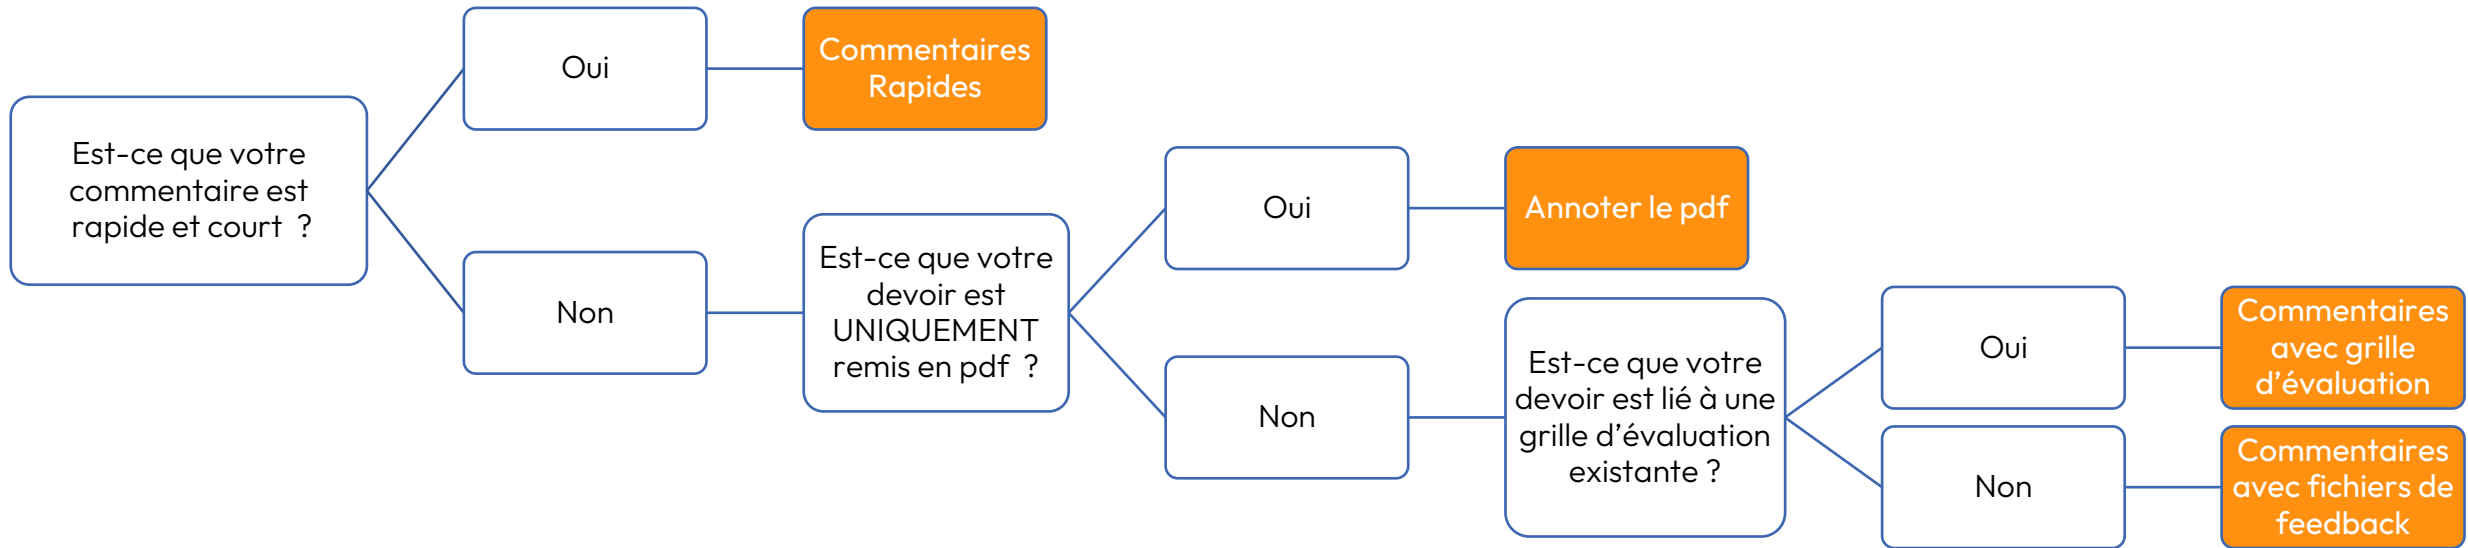 Est-ce que votre
commentaire est
rapide et court  ?
Oui
Commentaires
Rapides
Non
Est-ce que votre
devoir est
UNIQUEMENT
remis en pdf  ?
Oui
Annoter le pdf
Non
Est-ce que votre
devoir est lié à une
grille d’évaluation
existante ?
Oui
Commentaires
avec grille
d’évaluation
Non
Commentaires
avec fichiers de
feedback